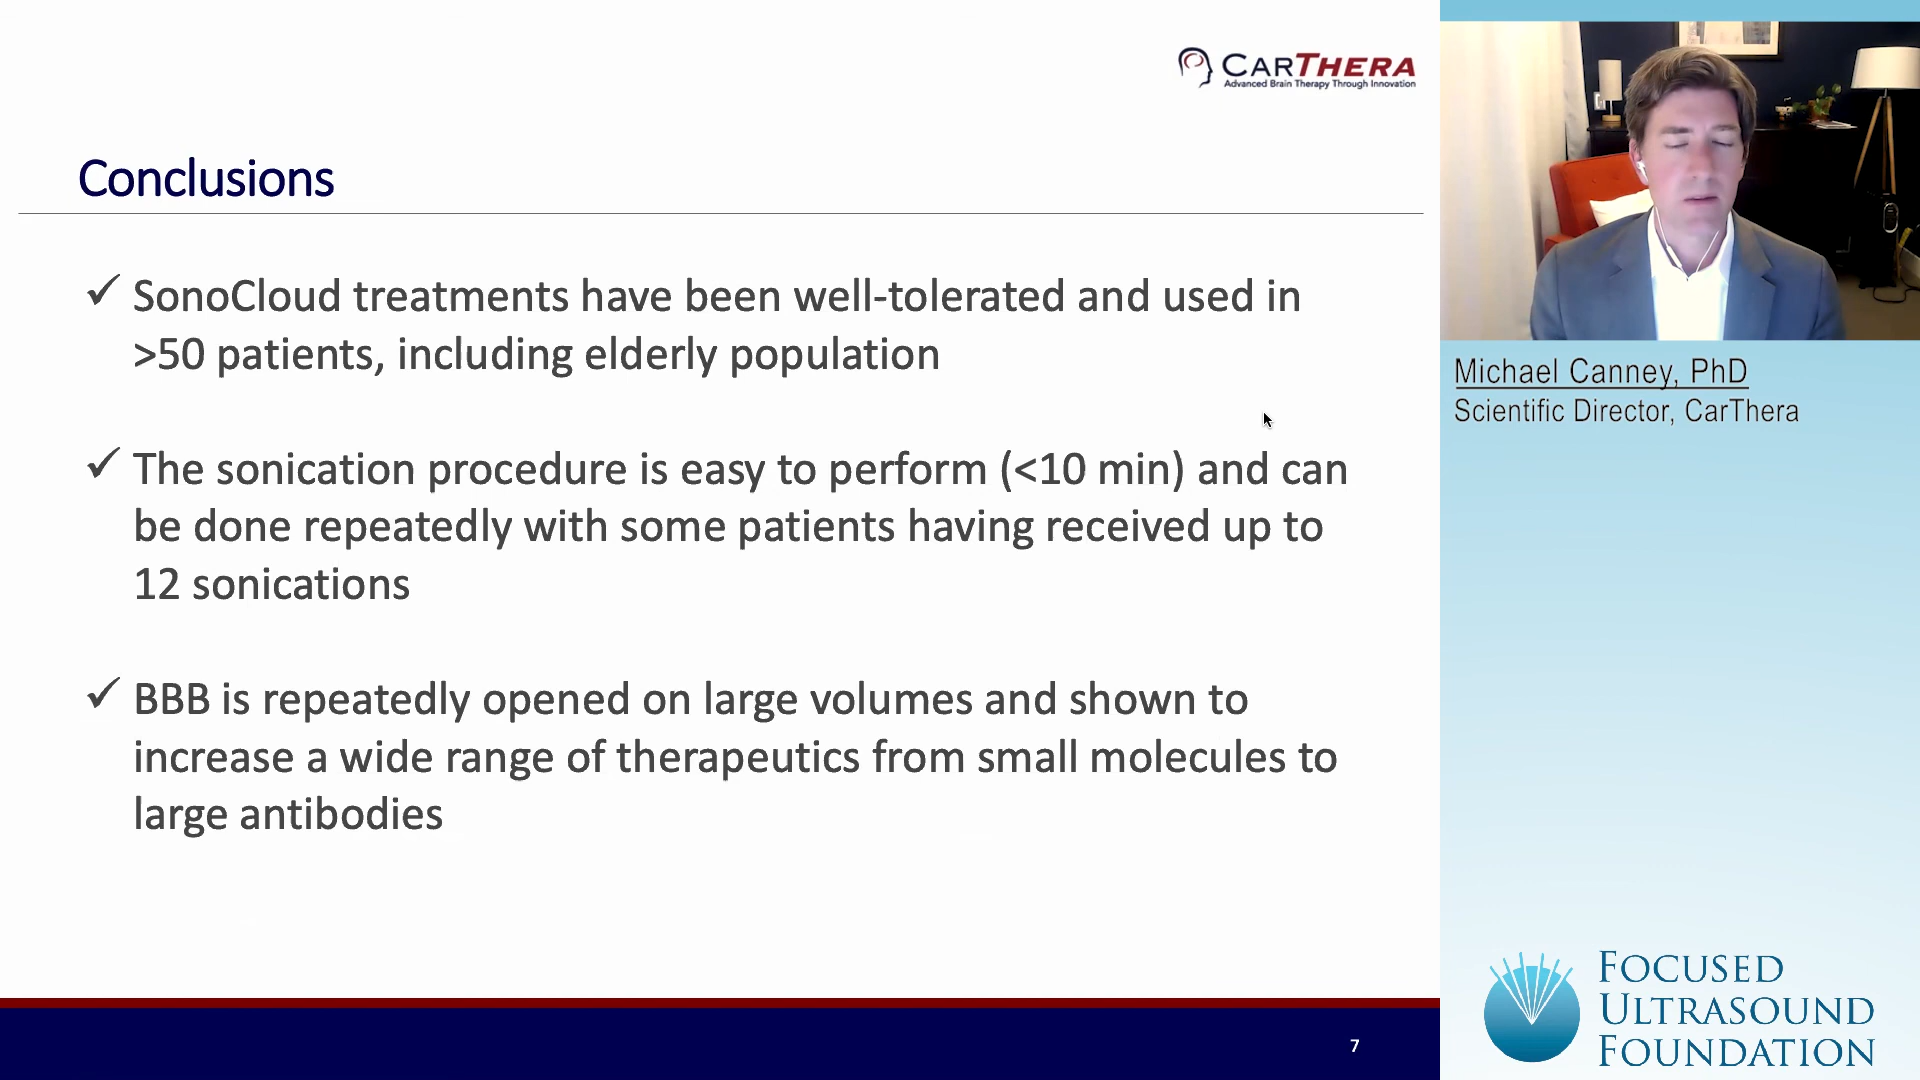 CARTHERA
Advanced Brain Therapy Through Innovation
Conclusions
✓ SonoCloud treatments have been well-tolerated and used in
>50 patients, including elderly population
✓ The sonication procedure is easy to perform (<10 min) and can
be done repeatedly with some patients having received up to
12 sonications
✓ BBB is repeatedly opened on large volumes and shown to
increase a wide range of therapeutics from small molecules to
large antibodies
7
Michael Canney, PhD
Scientific Director, CarThera
FOCUSED
ULTRASOUND
FOUNDATION